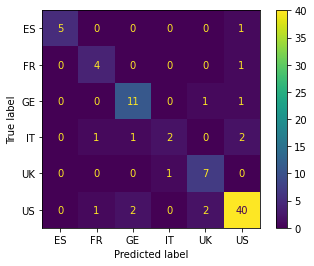 ES 5 0 0 0 0 1
FR 0 4 0 0 0 1
GE 0 0 11 0 1 1
IT 0 1 1 2 0 2
UK 0 0 0 1 7 0
US 0 1 2 0 2 40
ES FR GE IT UK US
Predicted label
True label
40
35
30
25
20
15
10
5
0